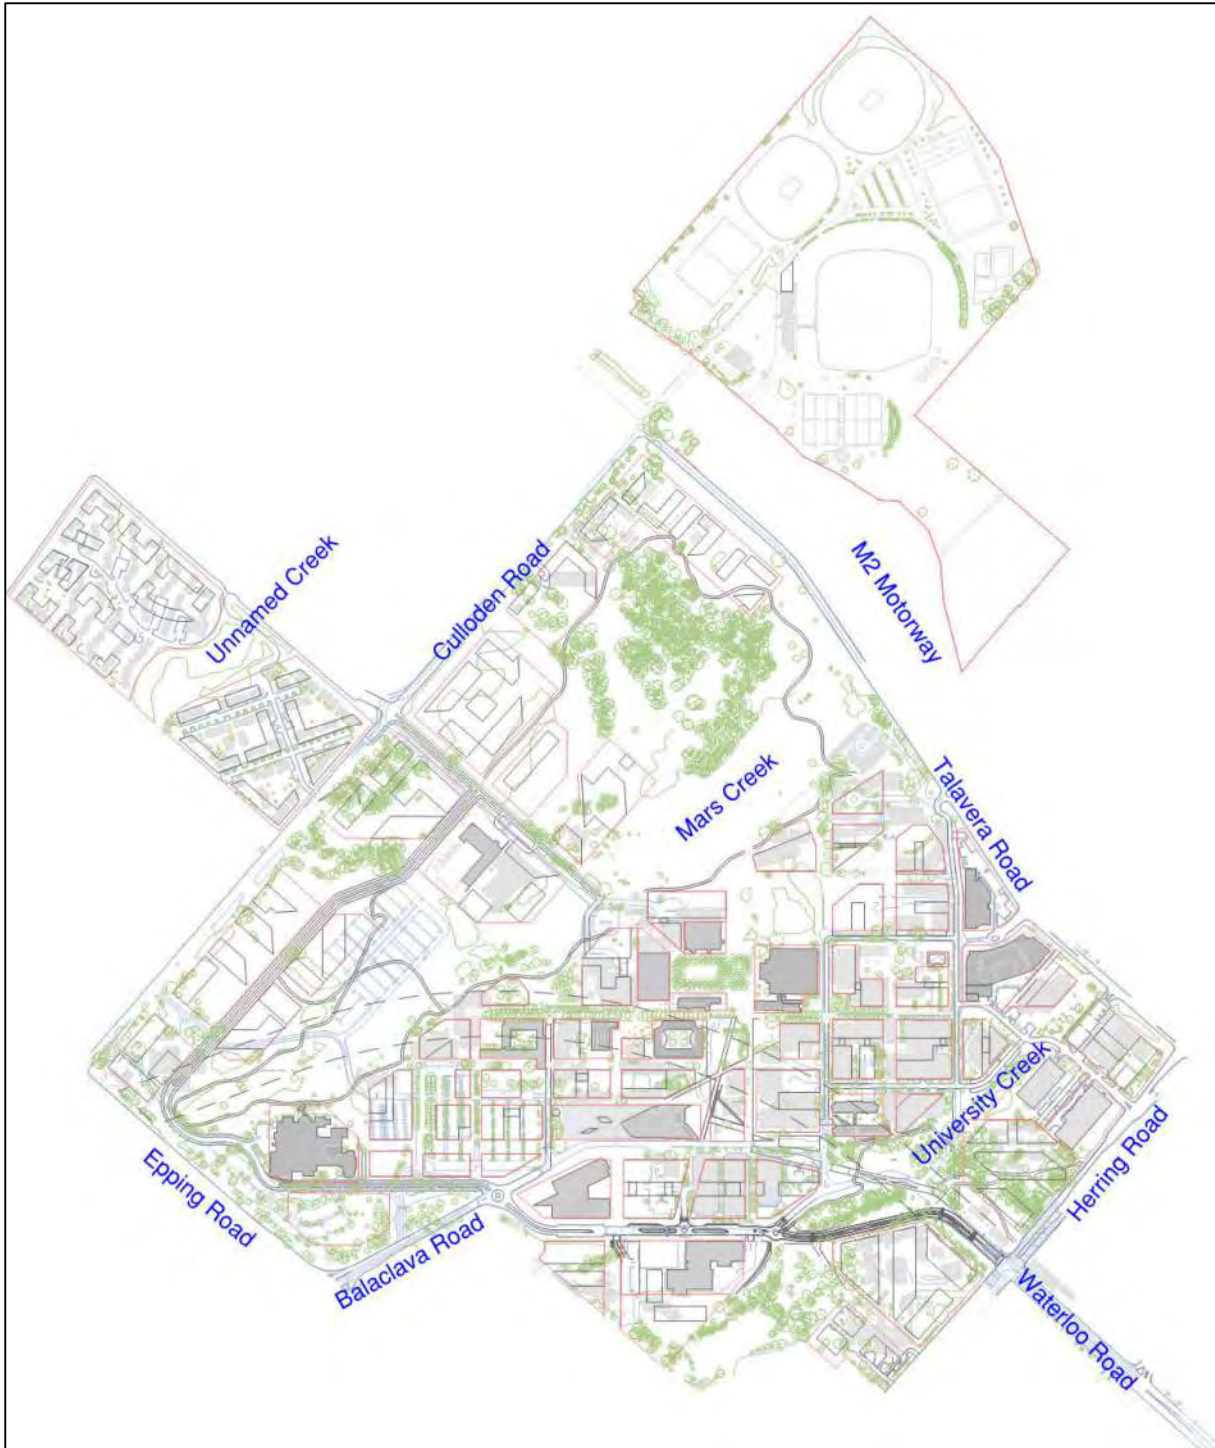 Unnamed Creek
Culloden Road
M2 Motorway
Mars Creek
Talavera Road
University Creek
Herring Road
Epping Road
Balaclava Road
Waterloo Road